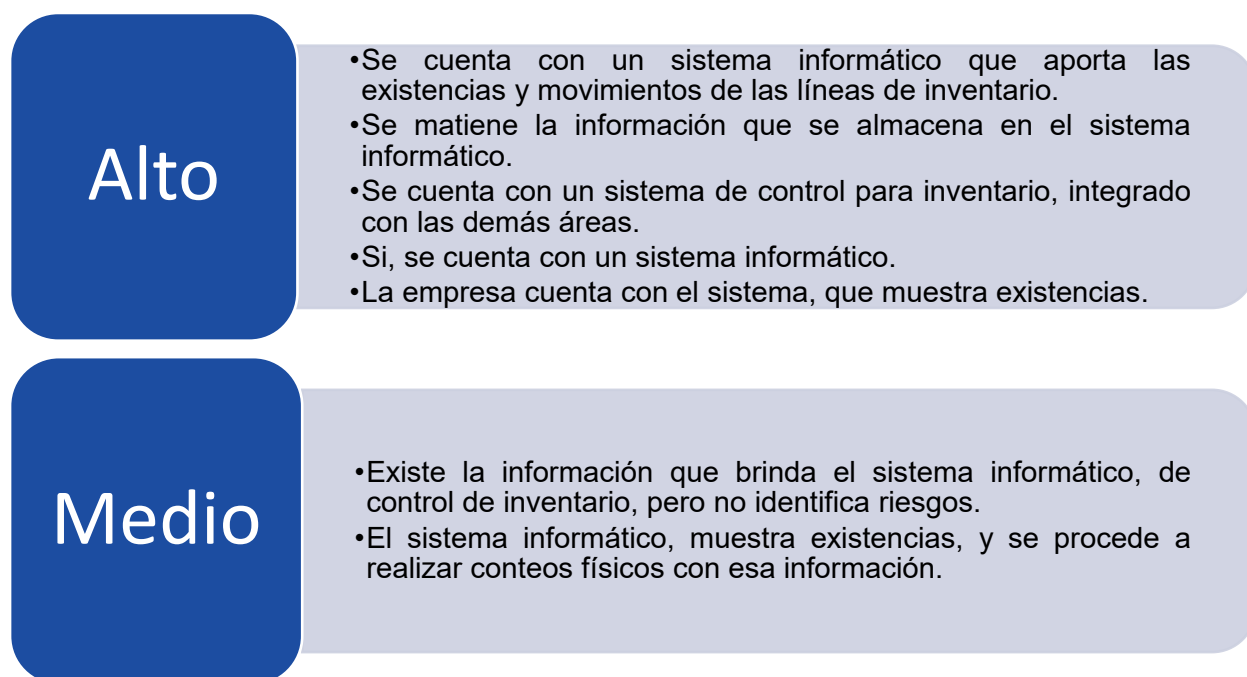 Alto
•Se cuenta con un sistema informático que aporta las
existencias y movimientos de las líneas de inventario.
•Se matiene la información que se almacena en el sistema
informático.
•Se cuenta con un sistema de control para inventario, integrado
con las demás áreas.
•Si, se cuenta con un sistema informático.
•La empresa cuenta con el sistema, que muestra existencias.
Medio
•Existe la información que brinda el sistema informático, de
control de inventario, pero no identifica riesgos.
•El sistema informático, muestra existencias, y se procede a
realizar conteos físicos con esa información.